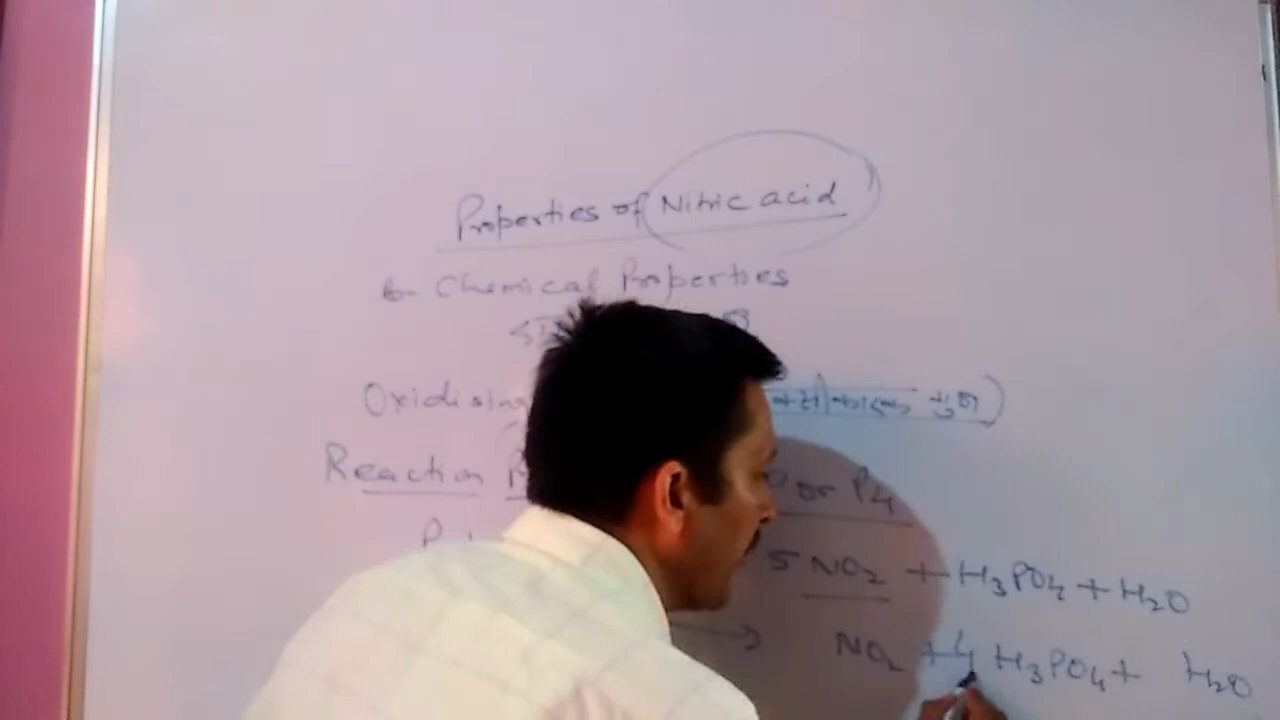 Properties of Nitric acid
Chemical Properties
Oxidising गुण)
Reaction P or P4
P
5 NO2 + H3PO4 + H2O
→ NO2 + 4 H3PO4 + H2O